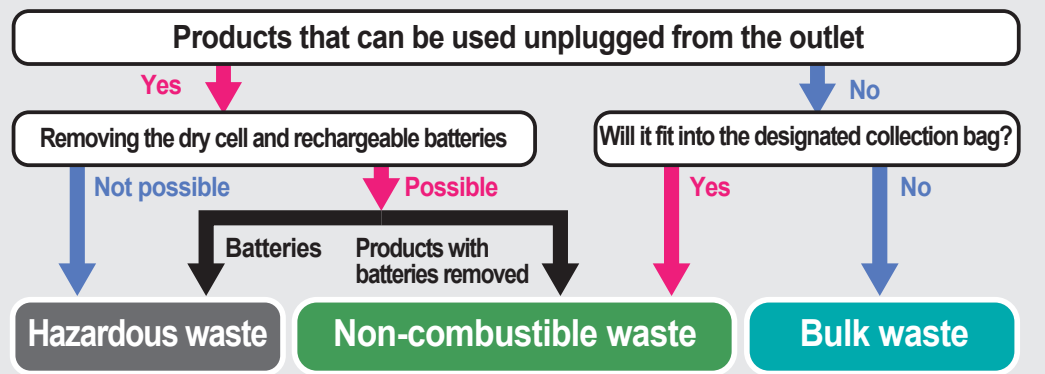 Products that can be used unplugged from the outlet
Yes
No
Removing the dry cell and rechargeable batteries
Will it fit into the designated collection bag?
Not possible
Possible
Yes
No
Batteries
Products with
batteries removed
Hazardous waste
Non-combustible waste
Bulk waste